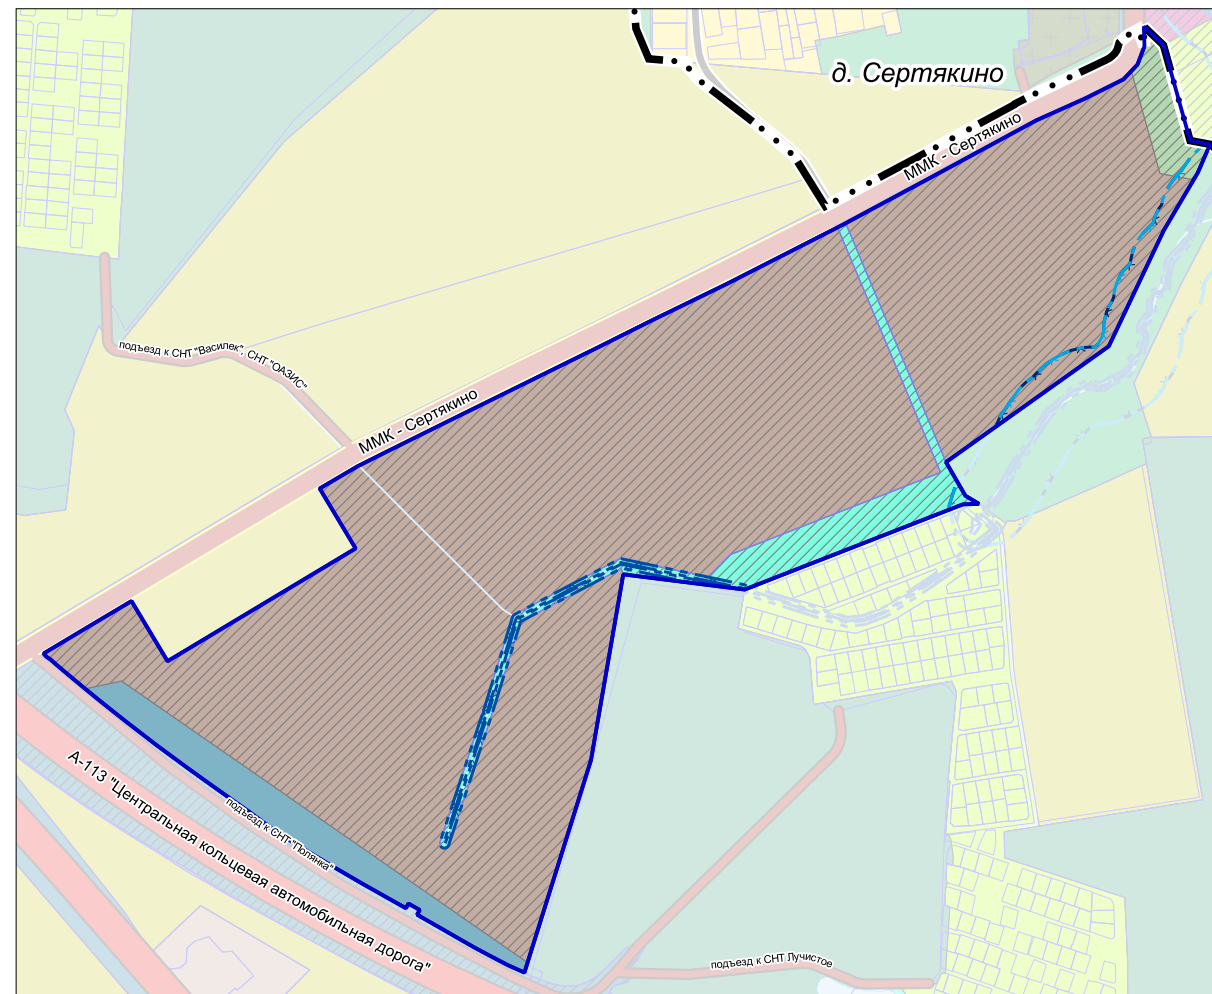 д. Сертякино
ММК - Сертякино
подъезд к СНТ "Василек", СНТ "ОАЗИС"
ММК - Сертякино
А-113 "Центральная кольцевая автомобильная дорога"
подъезд к СНТ "Полянка"
подъезд к СНТ Лучистое